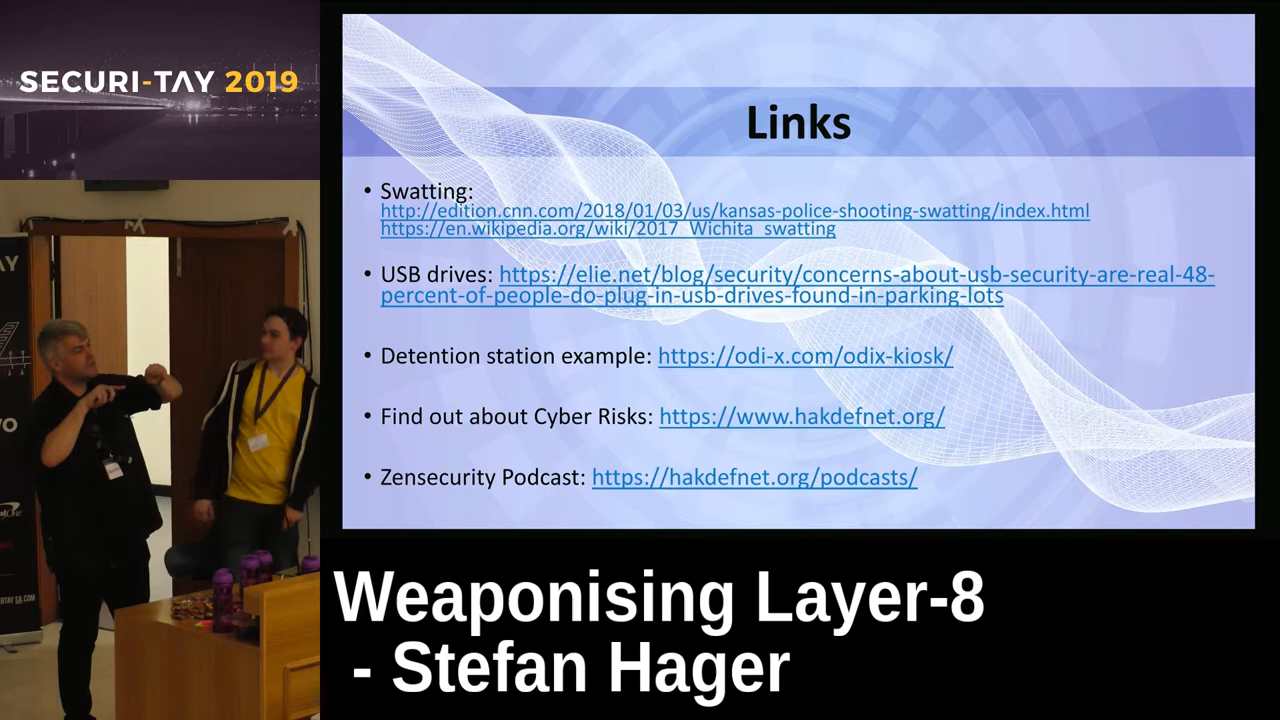 SECURI-TAY 2019
Links
• Swatting:
http://edition.cnn.com/2018/01/03/us/kansas-police-shooting-swatting/index.html
https://en.wikipedia.org/wiki/2017_Wichita_swatting
• USB drives: https://elie.net/blog/security/concerns-about-usb-security-are-real-48-
percent-of-people-do-plug-in-usb-drives-found-in-parking-lots
• Detention station example: https://odi-x.com/odix-kiosk/
• Find out about Cyber Risks: https://www.hakdefnet.org/
• Zensecurity Podcast: https://hakdefnet.org/podcasts/
AY
Weaponising Layer-8
- Stefan Hager